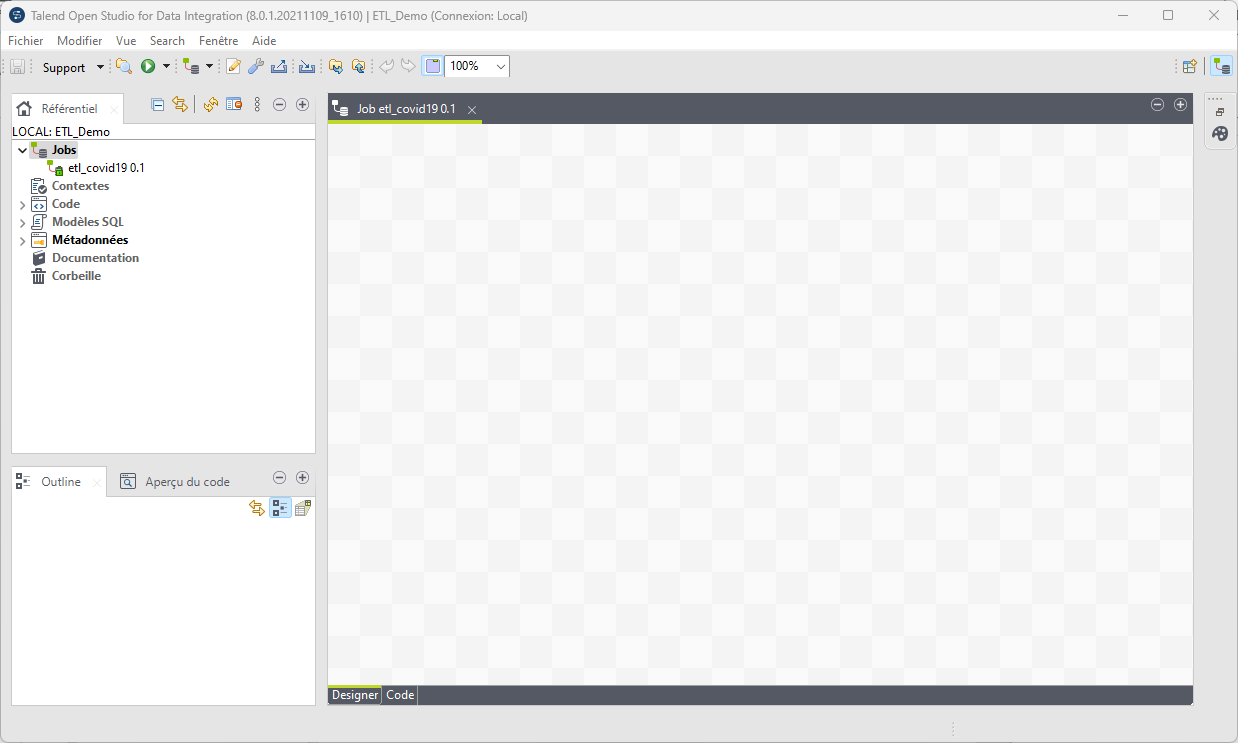 Talend Open Studio for Data Integration (8.0.1.20211109_1610) | ETL_Demo (Connexion: Local)
Fichier Modifier Vue Search Fenêtre Aide
Support 100%
Référentiel
LOCAL: ETL_Demo
Jobs
etl_covid19 0.1
Contextes
Code
Modèles SQL
Métadonnées
Documentation
Corbeille
Outline Aperçu du code
Job etl_covid19 0.1
Designer Code